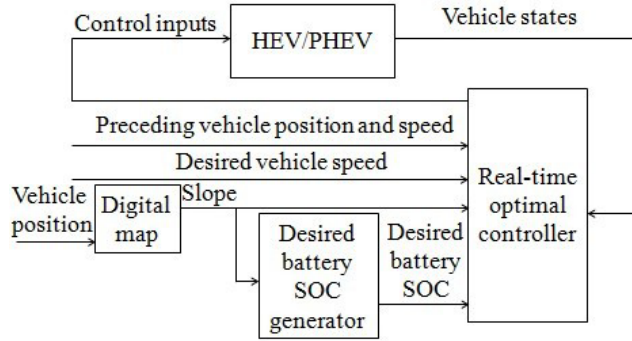 Control inputs
HEV/PHEV
Vehicle states
Preceding vehicle position and speed
Desired vehicle speed
Vehicle
position
Digital
map
Slope
Desired
battery
SOC
generator
Desired
battery
SOC
Real-time
optimal
controller